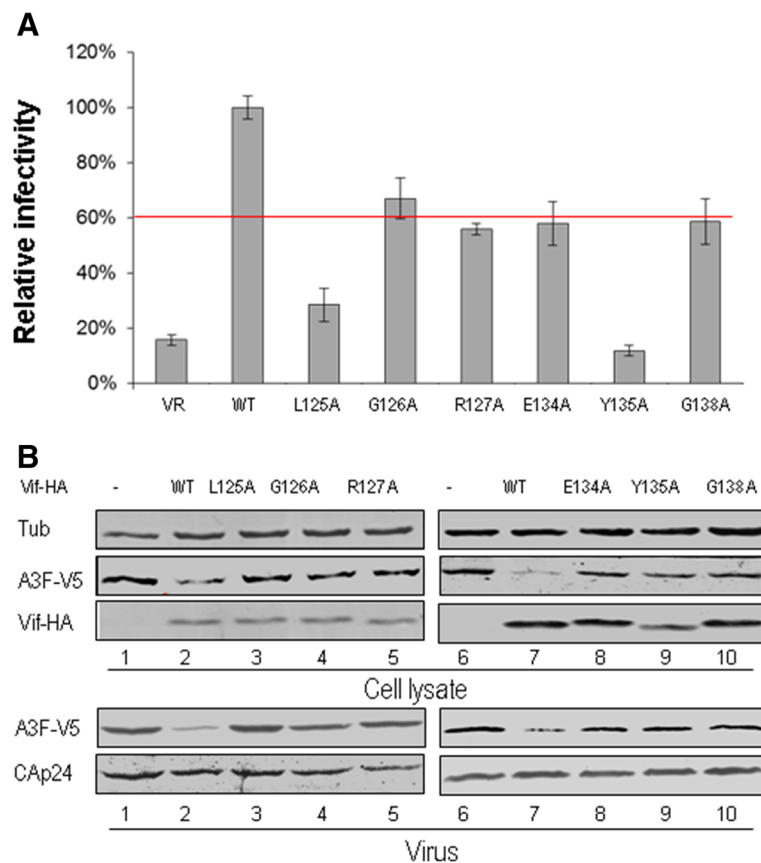 A
120%
100%
80%
60%
40%
20%
0%
Relative infectivity
VR WT L125A G126A R127A E134A Y135A G138A
B
Vif-HA - WT L125A G126A R127A - WT E134A Y135A G138A
Tub
A3F-V5
Vif-HA
1 2 3 4 5 6 7 8 9 10
Cell lysate
A3F-V5
CAp24
1 2 3 4 5 6 7 8 9 10
Virus